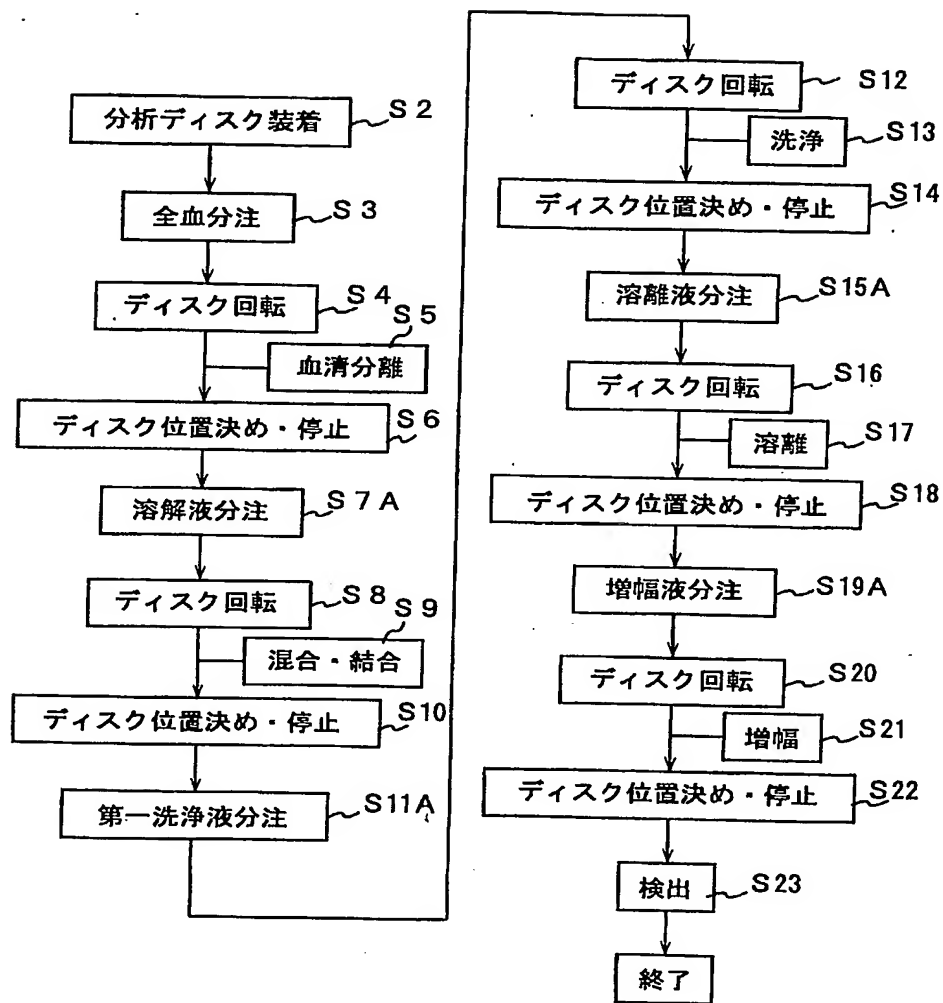 分析ディスク装着 S2
全血分注 S3
ディスク回転 S4
血清分離 S5
ディスク位置決め・停止 S6
溶解液分注 S7A
ディスク回転 S8
混合・結合 S9
ディスク位置決め・停止 S10
第一洗浄液分注 S11A
ディスク回転 S12
洗浄 S13
ディスク位置決め・停止 S14
溶離液分注 S15A
ディスク回転 S16
溶離 S17
ディスク位置決め・停止 S18
増幅液分注 S19A
ディスク回転 S20
増幅 S21
ディスク位置決め・停止 S22
検出 S23
終了